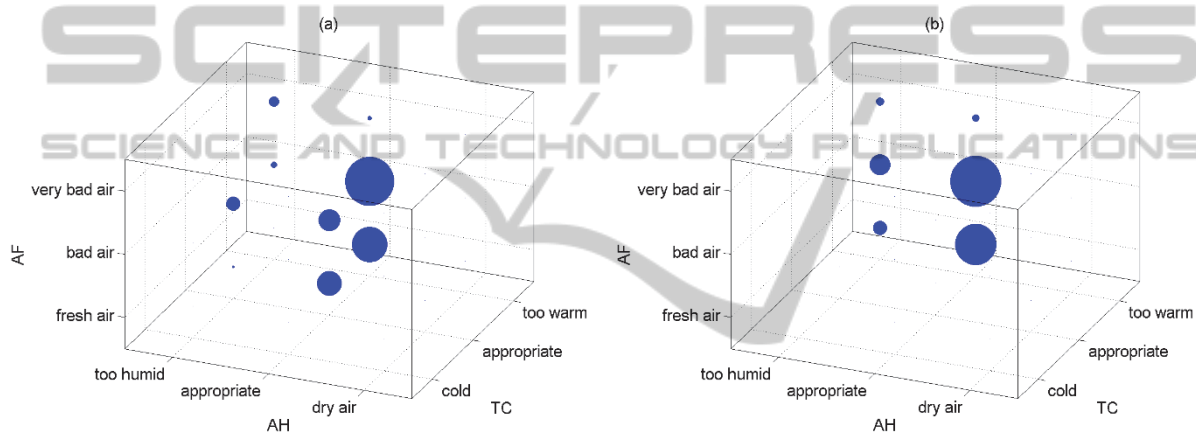 SCITEPRESS
SCIENCE AND TECHNOLOGY PUBLICATIONS
(a)
very bad air
bad air
fresh air
AF
too humid
appropriate
dry air
AH
cold
appropriate
too warm
TC
(b)
very bad air
bad air
fresh air
AF
too humid
appropriate
dry air
AH
cold
appropriate
too warm
TC